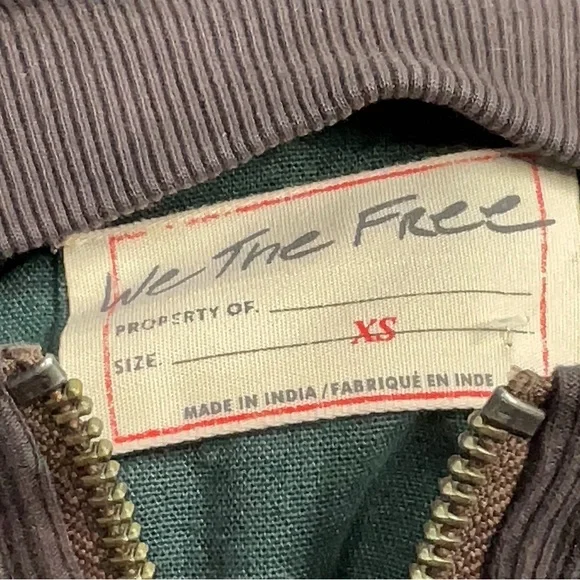 We The Free
PROPERTY OF.
SIZE. XS
MADE IN INDIA / FABRIQUÉ EN INDE